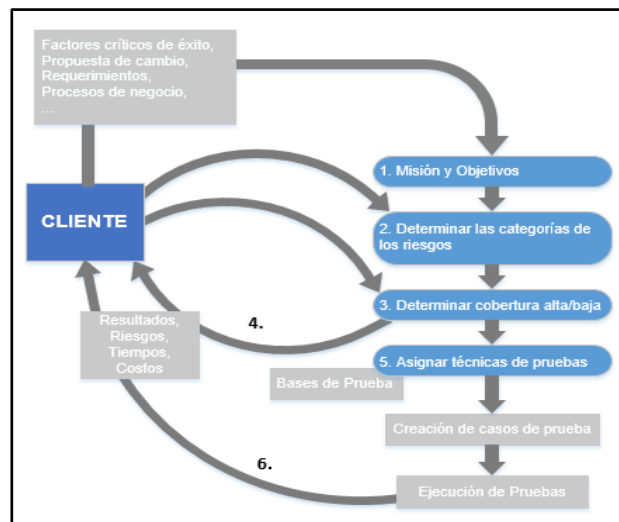 Factores críticos de éxito,
Propuesta de cambio,
Requerimientos,
Procesos de negocio,
...
1. Misión y Objetivos
CLIENTE
2. Determinar las categorías de
los riesgos
3. Determinar cobertura alta/baja
4.
Resultados,
Riesgos,
Tiempos,
Costos
5. Asignar técnicas de pruebas
Bases de Prueba
Creación de casos de prueba
6.
Ejecución de Pruebas